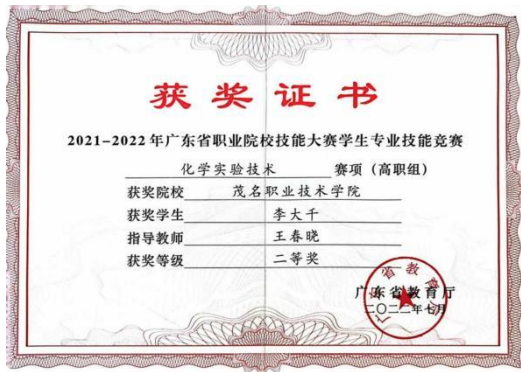 获奖证书
2021-2022年广东省职业院校技能大赛学生专业技能竞赛
化学实验技术 赛项（高职组）
获奖院校 茂名职业技术学院
获奖学生 李大千
指导教师 王春晓
获奖等级 二等奖
广东省教育厅
二〇二二年七月